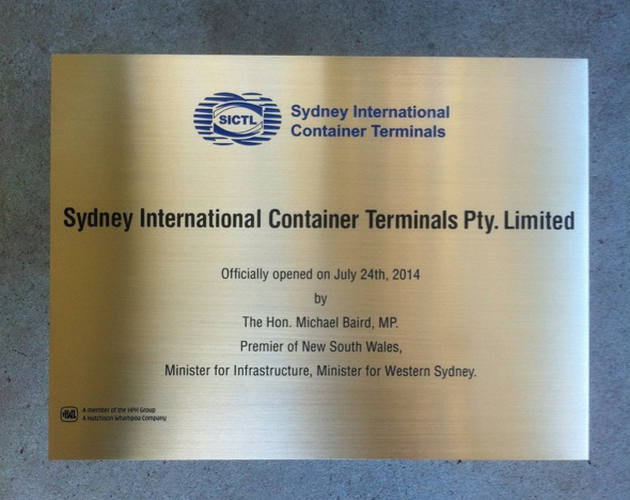 SICTL
Sydney International
Container Terminals
Sydney International Container Terminals Pty. Limited
Officially opened on July 24th, 2014
by
The Hon. Michael Baird, MP.
Premier of New South Wales,
Minister for Infrastructure, Minister for Western Sydney.
A member of the HPH Group
A Hutchison Whampoa Company